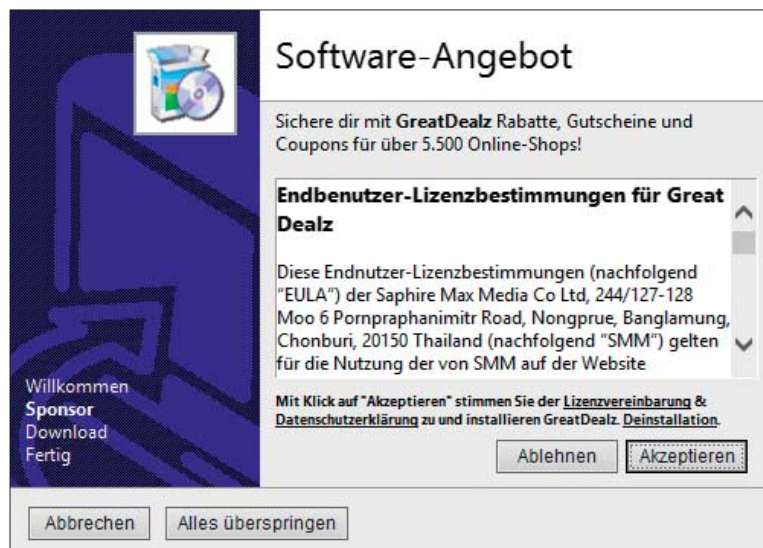 Software-Angebot
Sichere dir mit GreatDealz Rabatte, Gutscheine und
Coupons für über 5.500 Online-Shops!
Endbenutzer-Lizenzbestimmungen für Great
Dealz
Diese Endnutzer-Lizenzbestimmungen (nachfolgend
“EULA”) der Saphire Max Media Co Ltd, 244/127-128
Moo 6 Pornpraphanimitr Road, Nongprue, Banglamung,
Chonburi, 20150 Thailand (nachfolgend “SMM”) gelten
für die Nutzung der von SMM auf der Website
Mit Klick auf "Akzeptieren" stimmen Sie der Lizenzvereinbarung &
Datenschutzerklärung zu und installieren GreatDealz. Deinstallation.
Willkommen
Sponsor
Download
Fertig
Ablehnen
Akzeptieren
Abbrechen
Alles überspringen